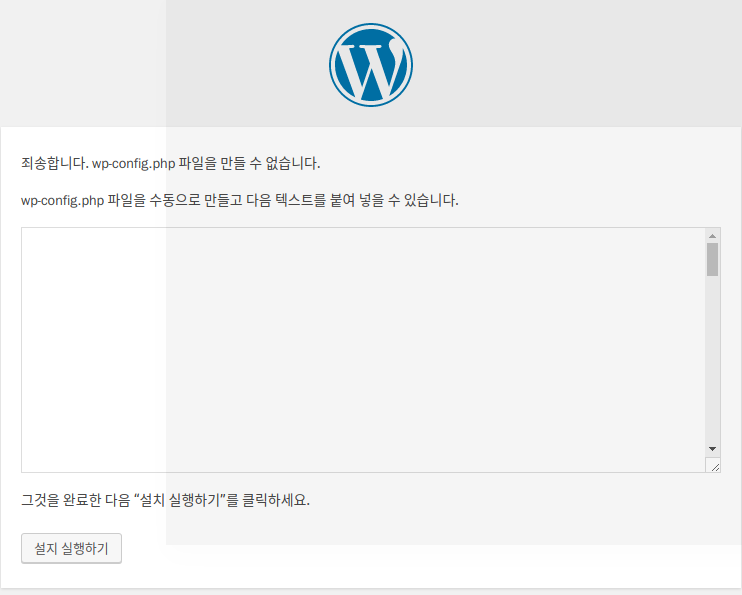 죄송합니다. wp-config.php 파일을 만들 수 없습니다.
wp-config.php 파일을 수동으로 만들고 다음 텍스트를 붙여 넣을 수 있습니다.
그것을 완료한 다음 “설치 실행하기”를 클릭하세요.
설지 실행하기